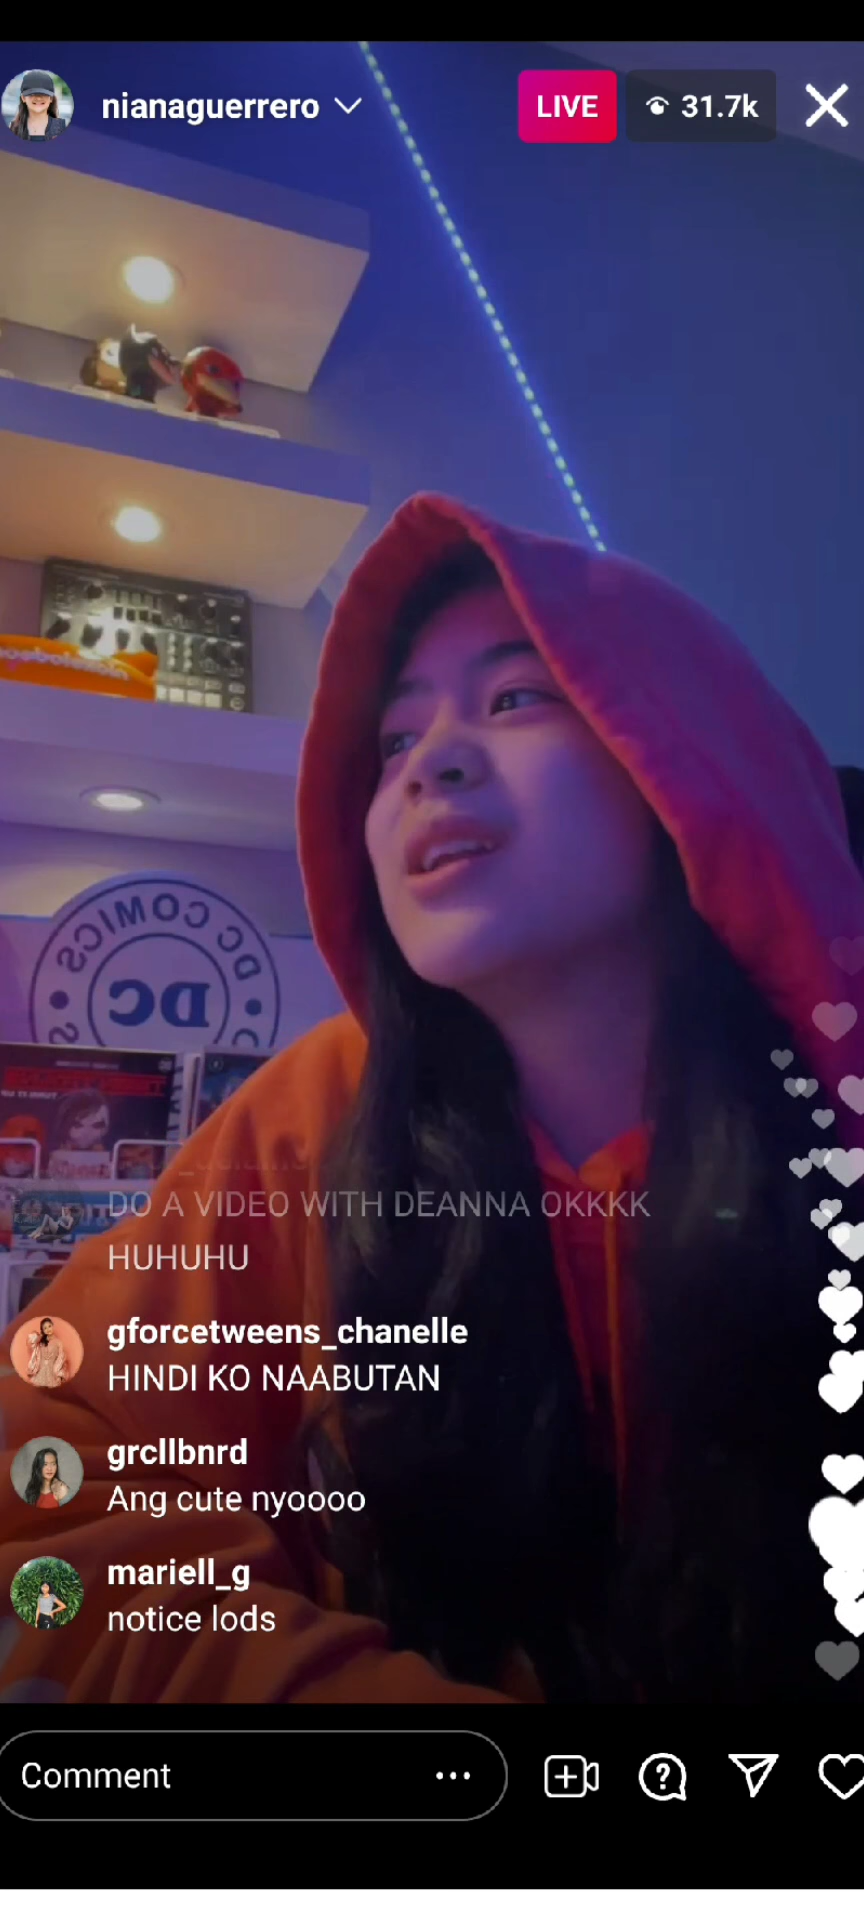 nianaguerrero
LIVE
31.7k
DC COMICS
DC
DO A VIDEO WITH DEANNA OKKKK
HUHUHU
gforcetweens_chanelle
HINDI KO NAABUTAN
grcllbnrd
Ang cute nyoooo
mariell_g
notice lods
Comment